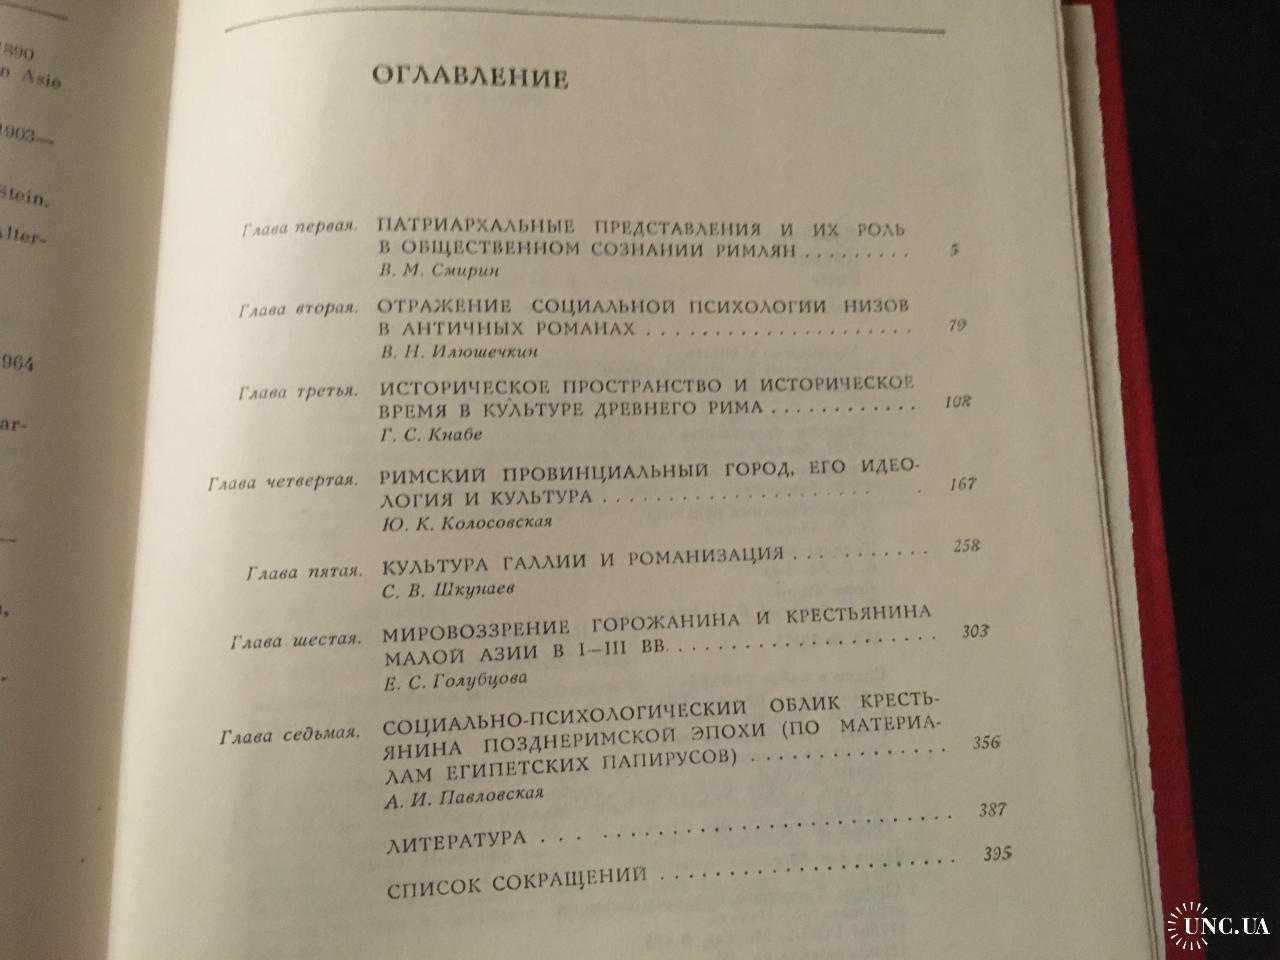 1890
n Asie
1903—
Stein.
Alter-
1964
ar-
ОГЛАВЛЕНИЕ
Глава первая. ПАТРИАРХАЛЬНЫЕ ПРЕДСТАВЛЕНИЯ И ИХ РОЛЬ
В ОБЩЕСТВЕННОМ СОЗНАНИИ РИМЛЯН . . . . . . . . . 5
В. М. Смирин
Глава вторая. ОТРАЖЕНИЕ СОЦИАЛЬНОЙ ПСИХОЛОГИИ НИЗОВ
В АНТИЧНЫХ РОМАНАХ . . . . . . . . . . . . . . . . . . . . 79
В. Н. Илюшечкин
Глава третья. ИСТОРИЧЕСКОЕ ПРОСТРАНСТВО И ИСТОРИЧЕСКОЕ
ВРЕМЯ В КУЛЬТУРЕ ДРЕВНЕГО РИМА . . . . . . . . . . . . 108
Г. С. Кнабе
Глава четвертая. РИМСКИЙ ПРОВИНЦИАЛЬНЫЙ ГОРОД, ЕГО ИДЕО-
ЛОГИЯ И КУЛЬТУРА . . . . . . . . . . . . . . . . . . . . . 167
Ю. К. Колосовская
Глава пятая. КУЛЬТУРА ГАЛЛИИ И РОМАНИЗАЦИЯ . . . . . . . . . . 258
С. В. Шкунаев
Глава шестая. МИРОВОЗЗРЕНИЕ ГОРОЖАНИНА И КРЕСТЬЯНИНА
МАЛОЙ АЗИИ В I—III ВВ. . . . . . . . . . . . . . . . . . . . 303
Е. С. Голубцова
Глава седьмая. СОЦИАЛЬНО-ПСИХОЛОГИЧЕСКИЙ ОБЛИК КРЕСТЬ-
ЯНИНА ПОЗДНЕРИМСКОЙ ЭПОХИ (ПО МАТЕРИА-
ЛАМ ЕГИПЕТСКИХ ПАПИРУСОВ) . . . . . . . . . . . . . . . 356
А. И. Павловская
ЛИТЕРАТУРА . . . . . . . . . . . . . . . . . . . . . . . . . 387
СПИСОК СОКРАЩЕНИЙ . . . . . . . . . . . . . . . . . . . . 395
UNC.UA